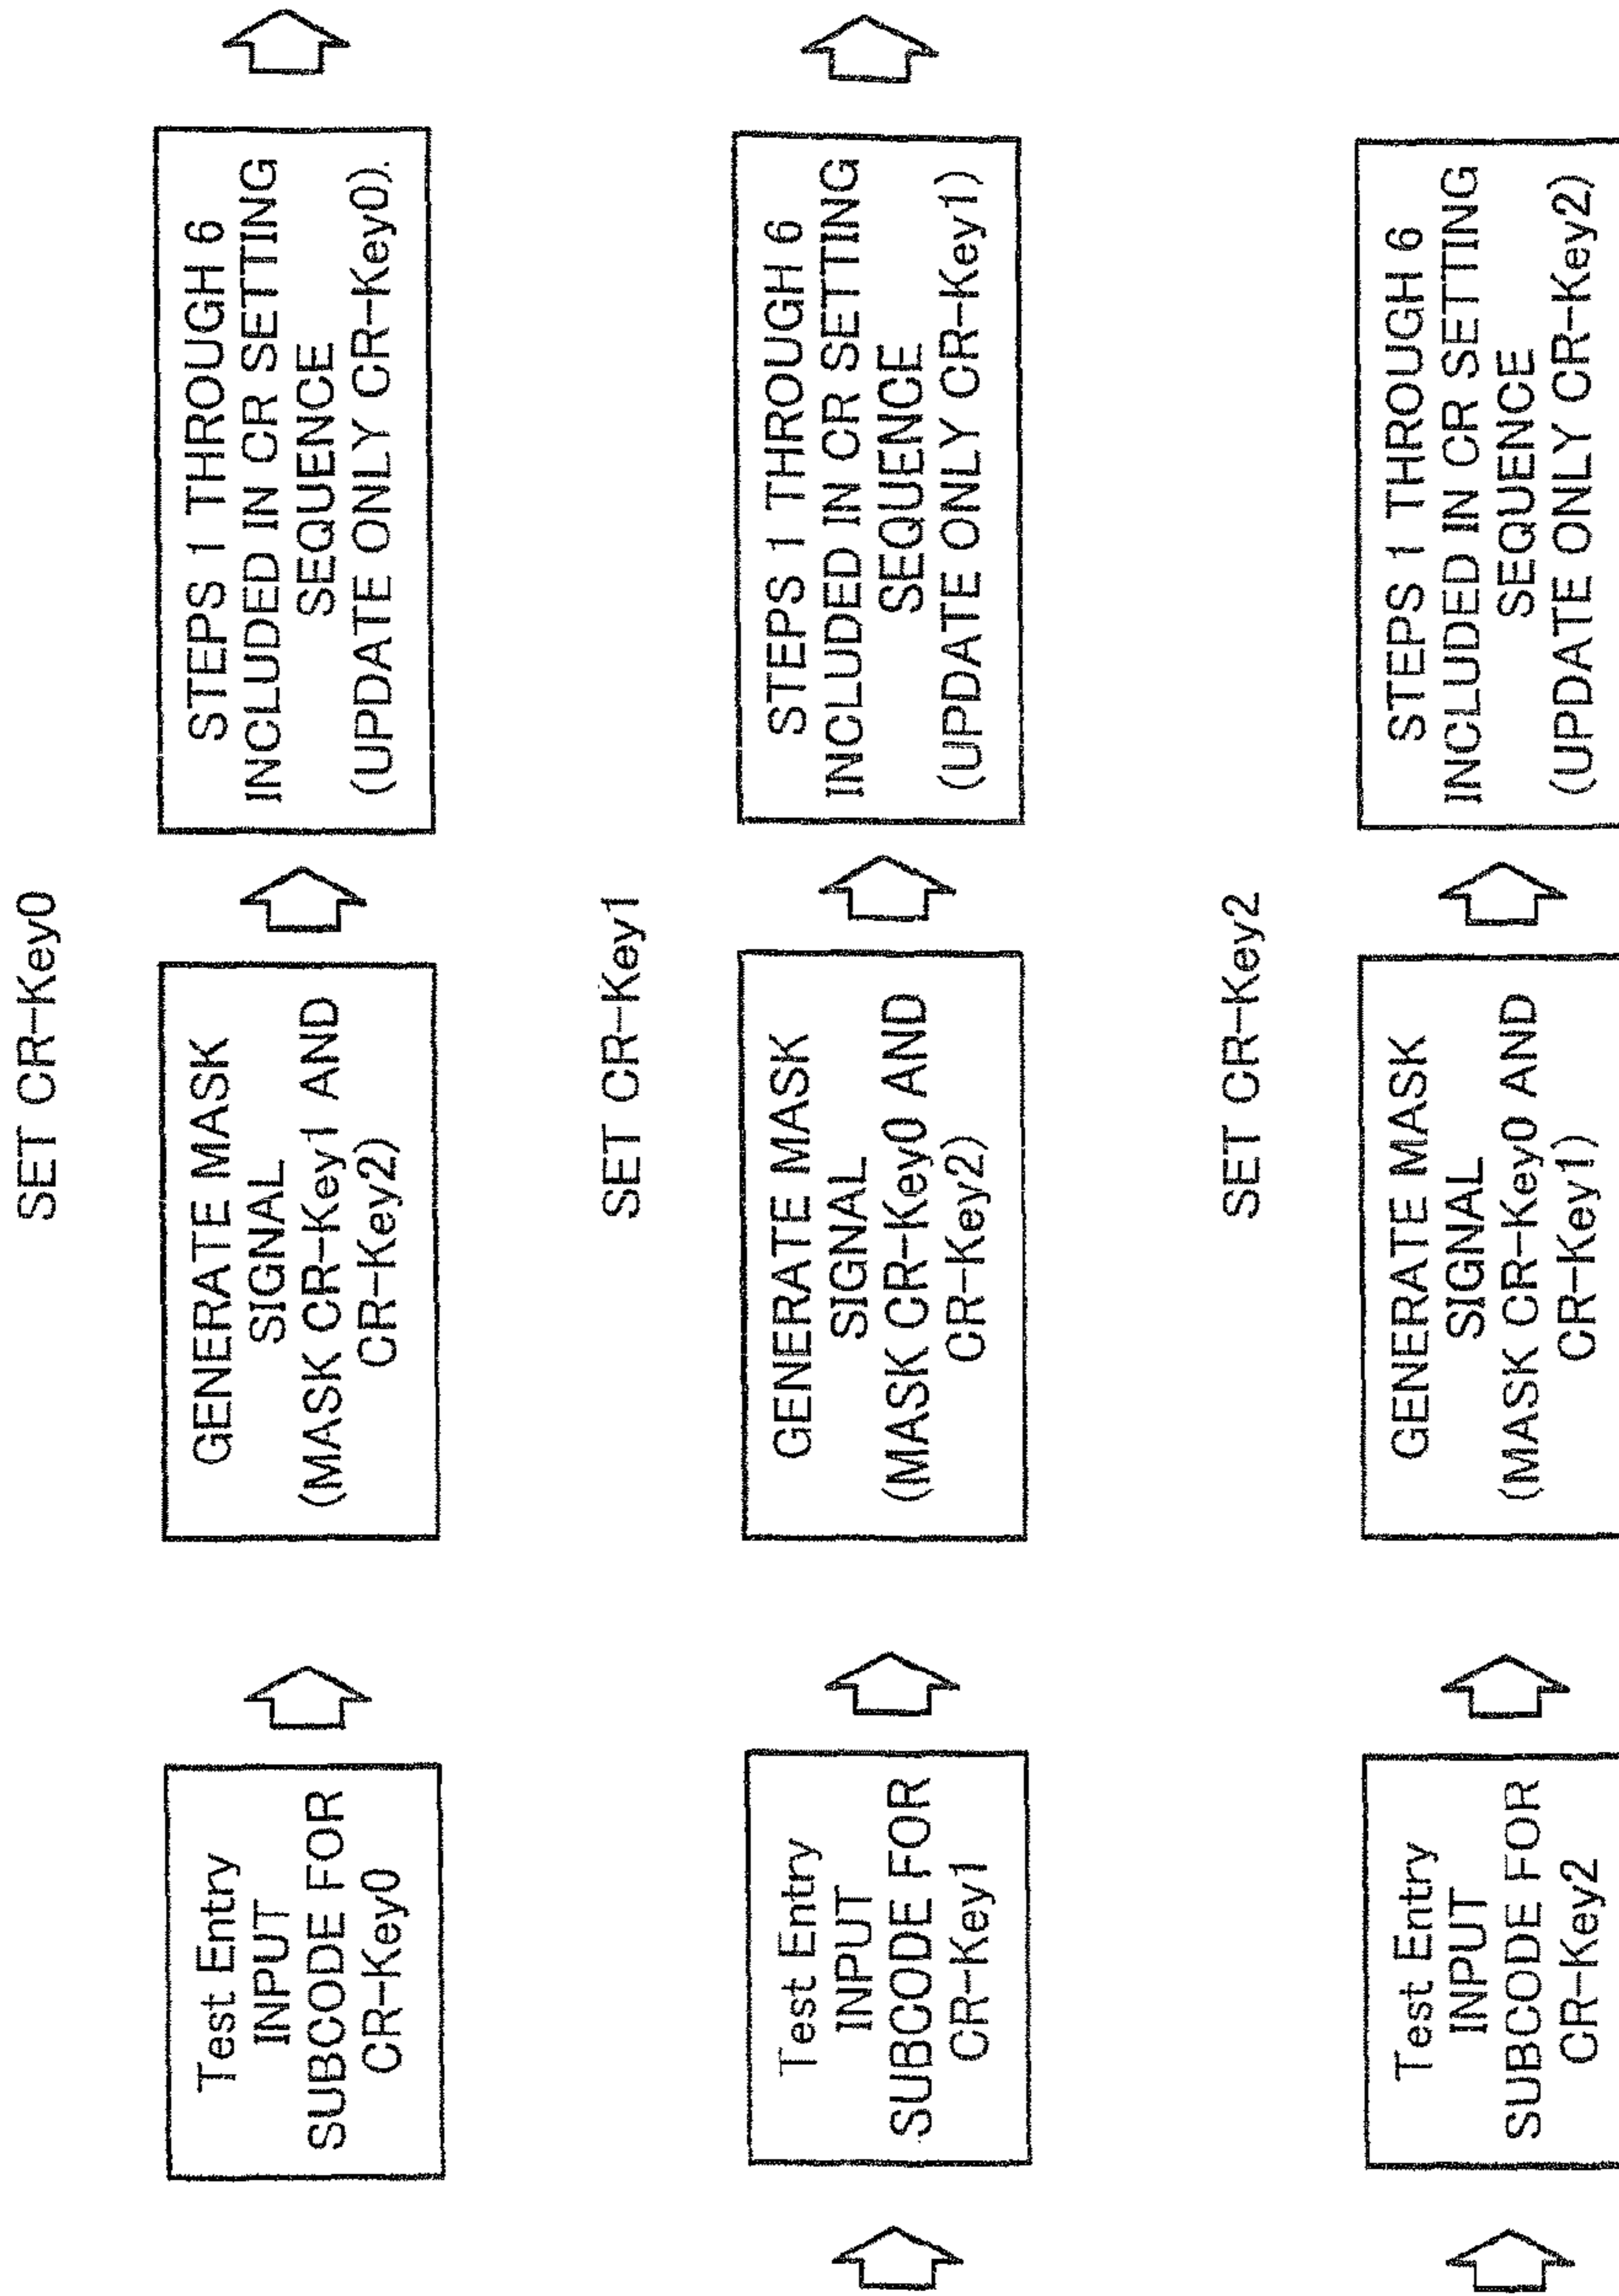 SET CR-Key0
Test Entry
INPUT
SUBCODE FOR
CR-Key0
GENERATE MASK
SIGNAL
(MASK CR-Key1 AND
CR-Key2)
STEPS 1 THROUGH 6
INCLUDED IN CR SETTING
SEQUENCE
(UPDATE ONLY CR-Key0).
SET CR-Key1
Test Entry
INPUT
SUBCODE FOR
CR-Key1
GENERATE MASK
SIGNAL
(MASK CR-Key0 AND
CR-Key2)
STEPS 1 THROUGH 6
INCLUDED IN CR SETTING
SEQUENCE
(UPDATE ONLY CR-Key1)
SET CR-Key2
Test Entry
INPUT
SUBCODE FOR
CR-Key2
GENERATE MASK
SIGNAL
(MASK CR-Key0 AND
CR-Key1)
STEPS 1 THROUGH 6
INCLUDED IN CR SETTING
SEQUENCE
(UPDATE ONLY CR-Key2)